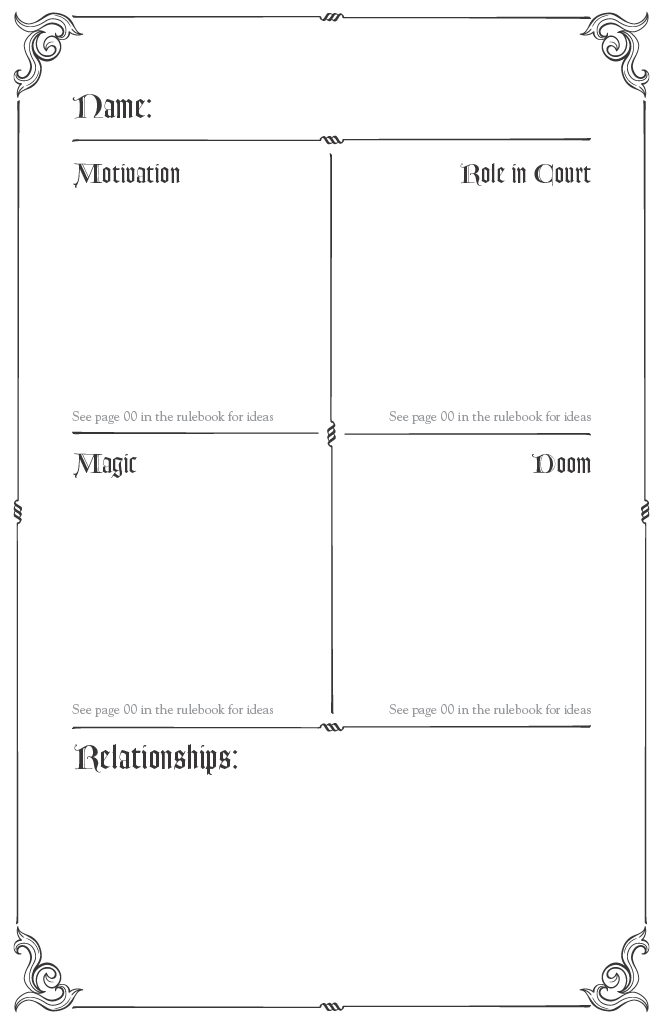 Name:
Motivation
Role in Court
See page 00 in the rulebook for ideas
See page 00 in the rulebook for ideas
Magic
Doom
See page 00 in the rulebook for ideas
See page 00 in the rulebook for ideas
Relationships: